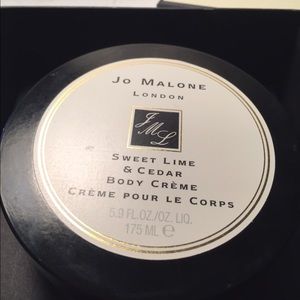 Jo Malone
London
JML
Sweet Lime
& Cedar
Body Crème
Crème pour le Corps
5.9 FL.OZ./OZ. LIQ.
175 ML ℮